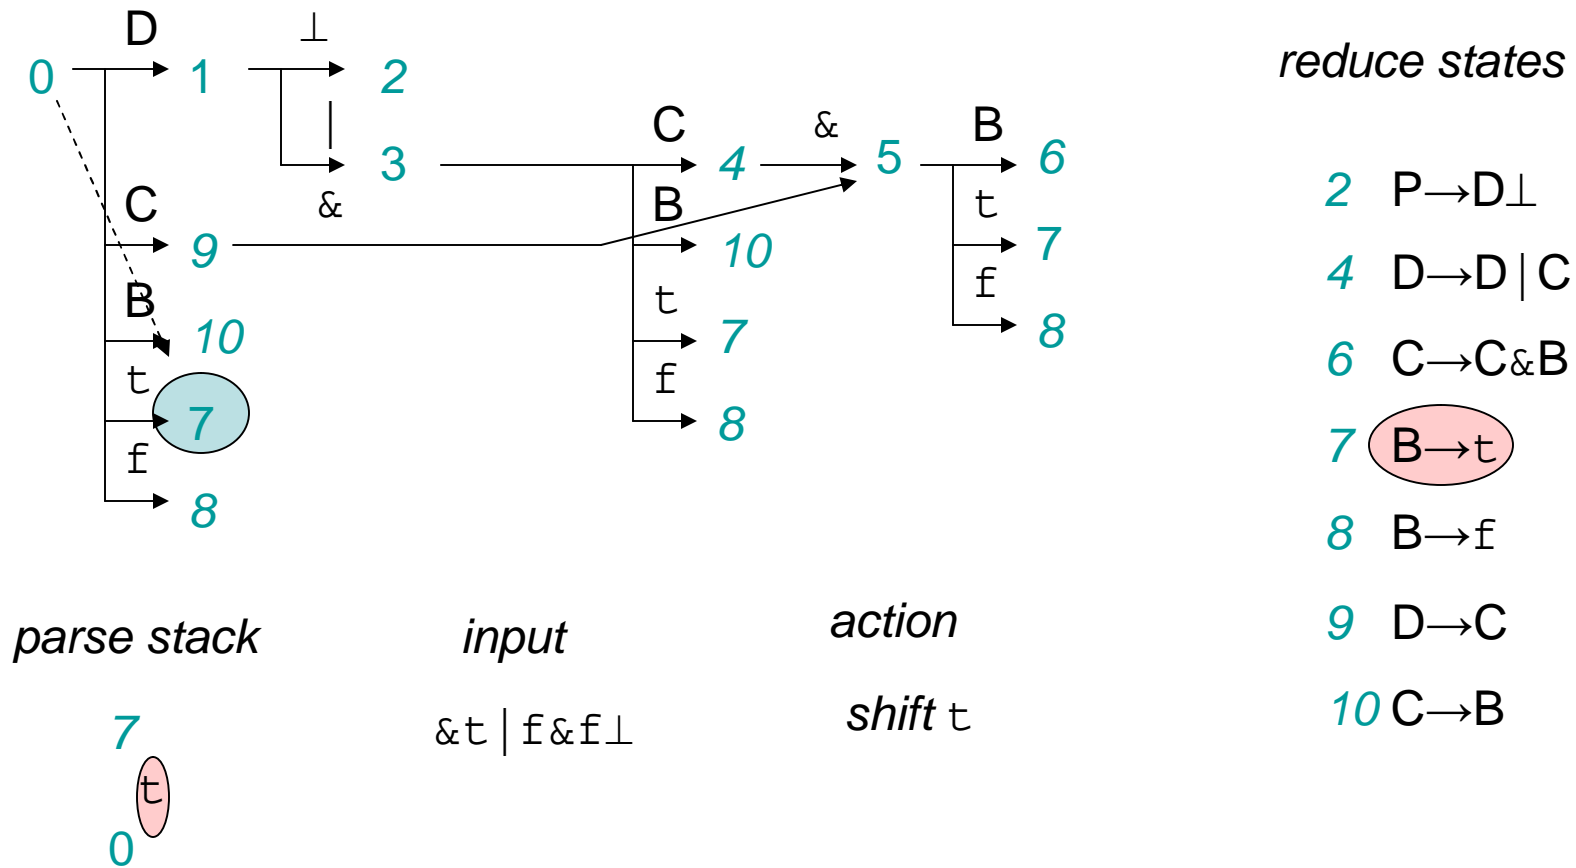 D ⊥
0 1 2
|
C & B
3 4 5 6
&
C B t
9 10 7
B t f
10 7 8
t f
7 8
f
8
reduce states
2 P→D⊥
4 D→D|C
6 C→C&B
7 B→t
8 B→f
9 D→C
10 C→B
parse stack input action
7 &t|f&f⊥ shift t
t
0